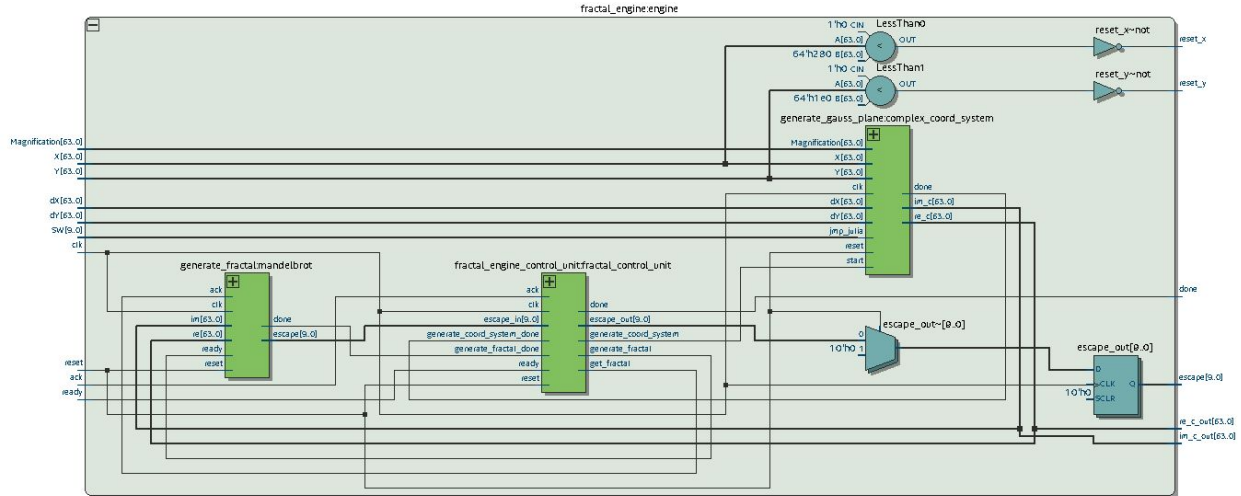 fractal_engine:engine
LessThan0
1'h0 CIN
A[63..0]
64'h280 B[63..0]
<
OUT
reset_x~not
reset_x
LessThan1
1'h0 CIN
A[63..0]
64'h1e0 B[63..0]
<
OUT
reset_y~not
reset_y
generate_gauss_plane:complex_coord_system
Magnification[63..0]
X[63..0]
Y[63..0]
clk
dX[63..0]
dY[63..0]
jmp_julia
reset
start
done
im_c[63..0]
re_c[63..0]
Magnification[63..0]
X[63..0]
Y[63..0]
dX[63..0]
dY[63..0]
SW[9..0]
clk
reset
ack
ready
generate_fractal:mandelbrot
ack
clk
im[63..0]
re[63..0]
ready
reset
done
escape[9..0]
fractal_engine_control_unit:fractal_control_unit
ack
clk
escape_in[9..0]
generate_coord_system_done
generate_fractal_done
ready
reset
done
escape_out[9..0]
generate_coord_system
generate_fractal
get_fractal
escape_out~[9..0]
0
10'h0 1
escape_out[9..0]
D
CLK
10'h0
SCLR
Q
done
escape[9..0]
re_c_out[63..0]
im_c_out[63..0]